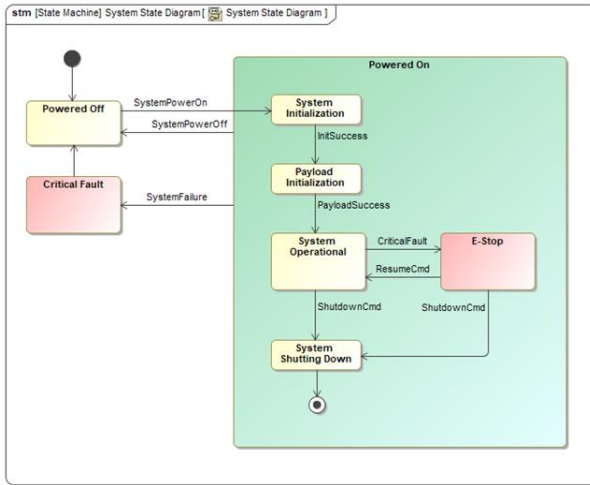 stm [State Machine] System State Diagram [ System State Diagram ]
Powered On
Powered Off
SystemPowerOn
System
Initialization
SystemPowerOff
InitSuccess
Critical Fault
SystemFailure
Payload
Initialization
PayloadSuccess
System
Operational
CriticalFault
E-Stop
ResumeCmd
ShutdownCmd
ShutdownCmd
System
Shutting Down